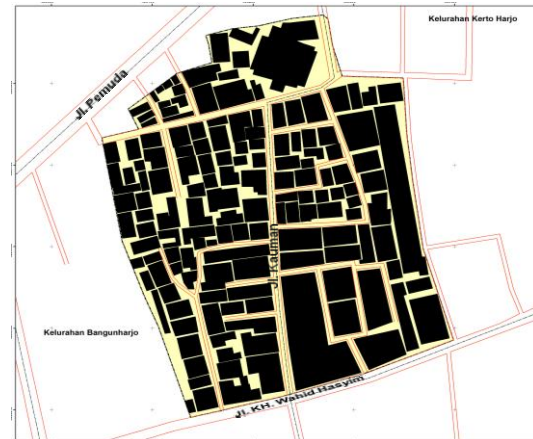 Kelurahan Kerto Harjo
Jl. Pemuda
Jl. Kauman
Kelurahan Bangunharjo
Jl. KH. Wahid Hasyim